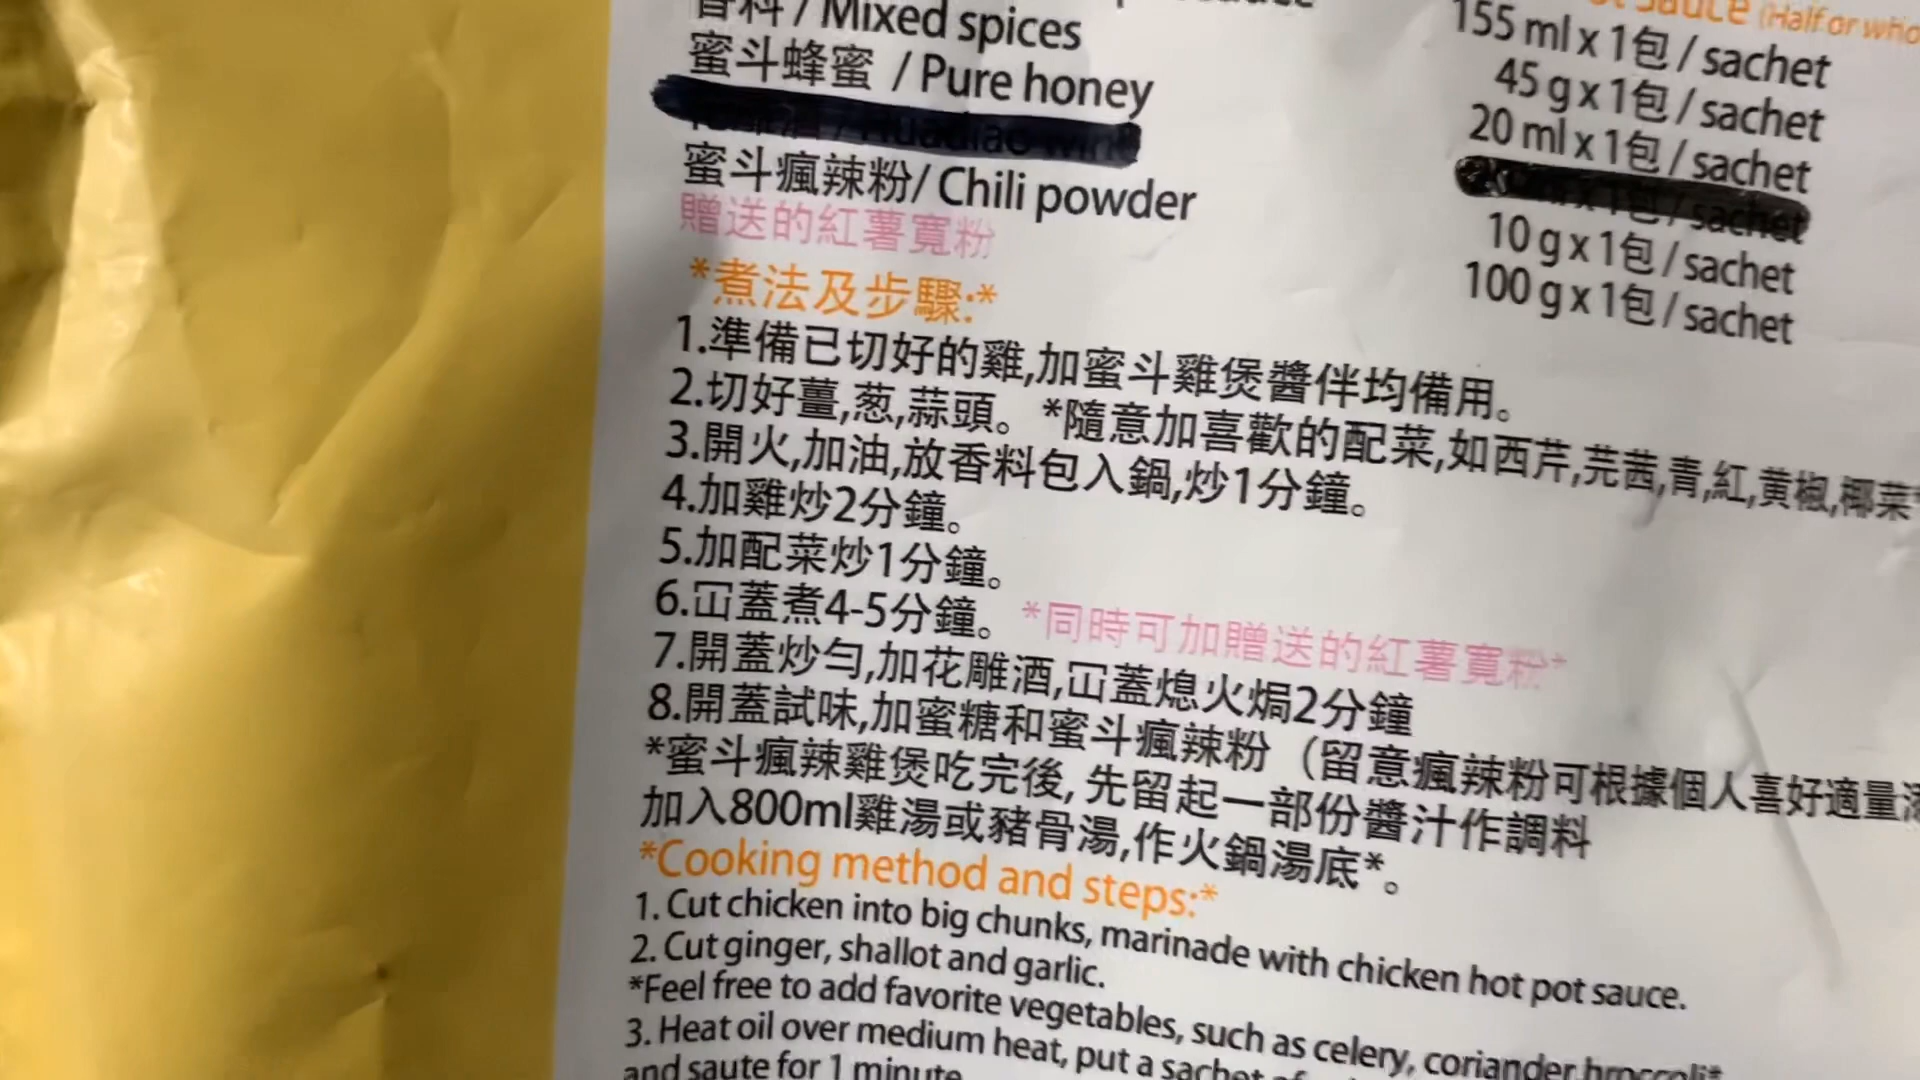 香料 / Mixed spices
蜜斗蜂蜜 / Pure honey
Huadiao wine
蜜斗瘋辣粉/ Chili powder
贈送的紅薯寬粉
Sauce (Half or
155 ml x 1包 / sachet
45 g x 1包 / sachet
20 ml x 1包 / sachet
x 1包 / sachet
10 g x 1包 / sachet
100 g x 1包 / sachet
*煮法及步驟:*
1.準備已切好的雞,加蜜斗雞煲醬伴均備用。
2.切好薑,葱,蒜頭。 *隨意加喜歡的配菜,如西芹,芫茜,青,紅,黄椒,椰菜
3.開火,加油,放香料包入鍋,炒1分鐘。
4.加雞炒2分鐘。
5.加配菜炒1分鐘。
6.冚蓋煮4-5分鐘。 *同時可加贈送的紅薯寬粉*
7.開蓋炒勻,加花雕酒,冚蓋熄火焗2分鐘
8.開蓋試味,加蜜糖和蜜斗瘋辣粉（留意瘋辣粉可根據個人喜好適量
*蜜斗瘋辣雞煲吃完後, 先留起一部份醬汁作調料
加入800ml雞湯或豬骨湯,作火鍋湯底*。
*Cooking method and steps:*
1. Cut chicken into big chunks, marinade with chicken hot pot sauce.
2. Cut ginger, shallot and garlic.
*Feel free to add favorite vegetables, such as celery, coriander, broccoli*
3. Heat oil over medium heat, put a sachet
and saute for 1 minute